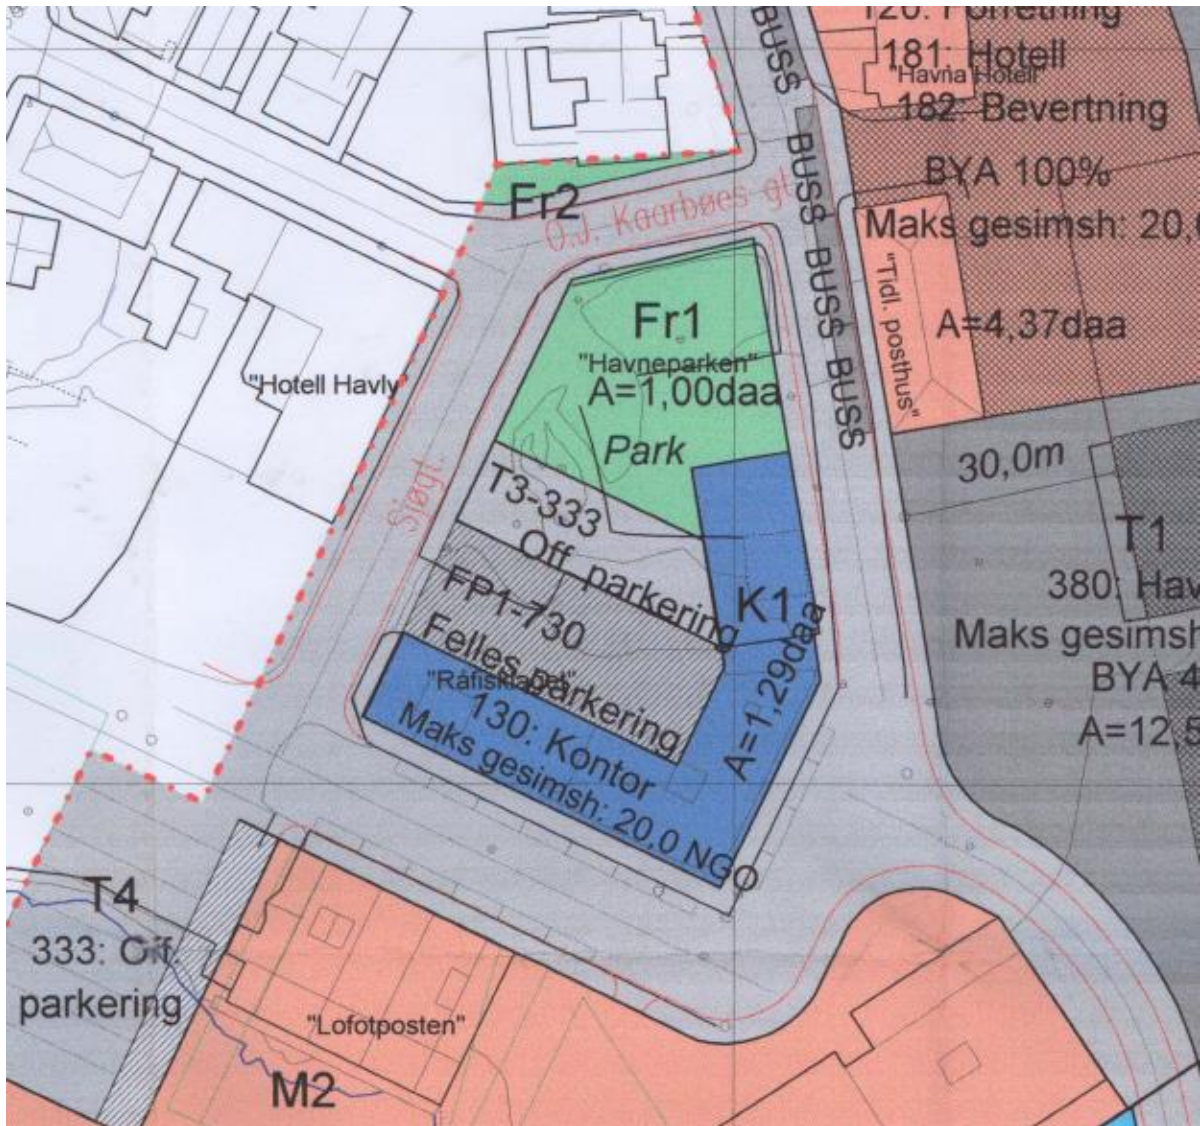 120: Forretning
181: Hotell
"Havna Hotell"
182: Bevertning
BYA 100%
Maks gesimsh: 20,
A=4,37daa
"Tidl. posthus"
BUSS
BUSS
BUSS
BUSS
Fr2
O.J. Kaarbøes gt.
Fr1
"Havneparken"
A=1,00daa
Park
"Hotell Havly
Sjøgt.
T3-333
Off. parkering
FP1-730
Felles parkering
"Råfisklaget"
K1
A=1,29daa
130: Kontor
Maks gesimsh: 20,0 NGO
30,0m
T1
380: Hav
Maks gesimsh
BYA 4
A=12,5
T4
333: Off.
parkering
"Lofotposten"
M2